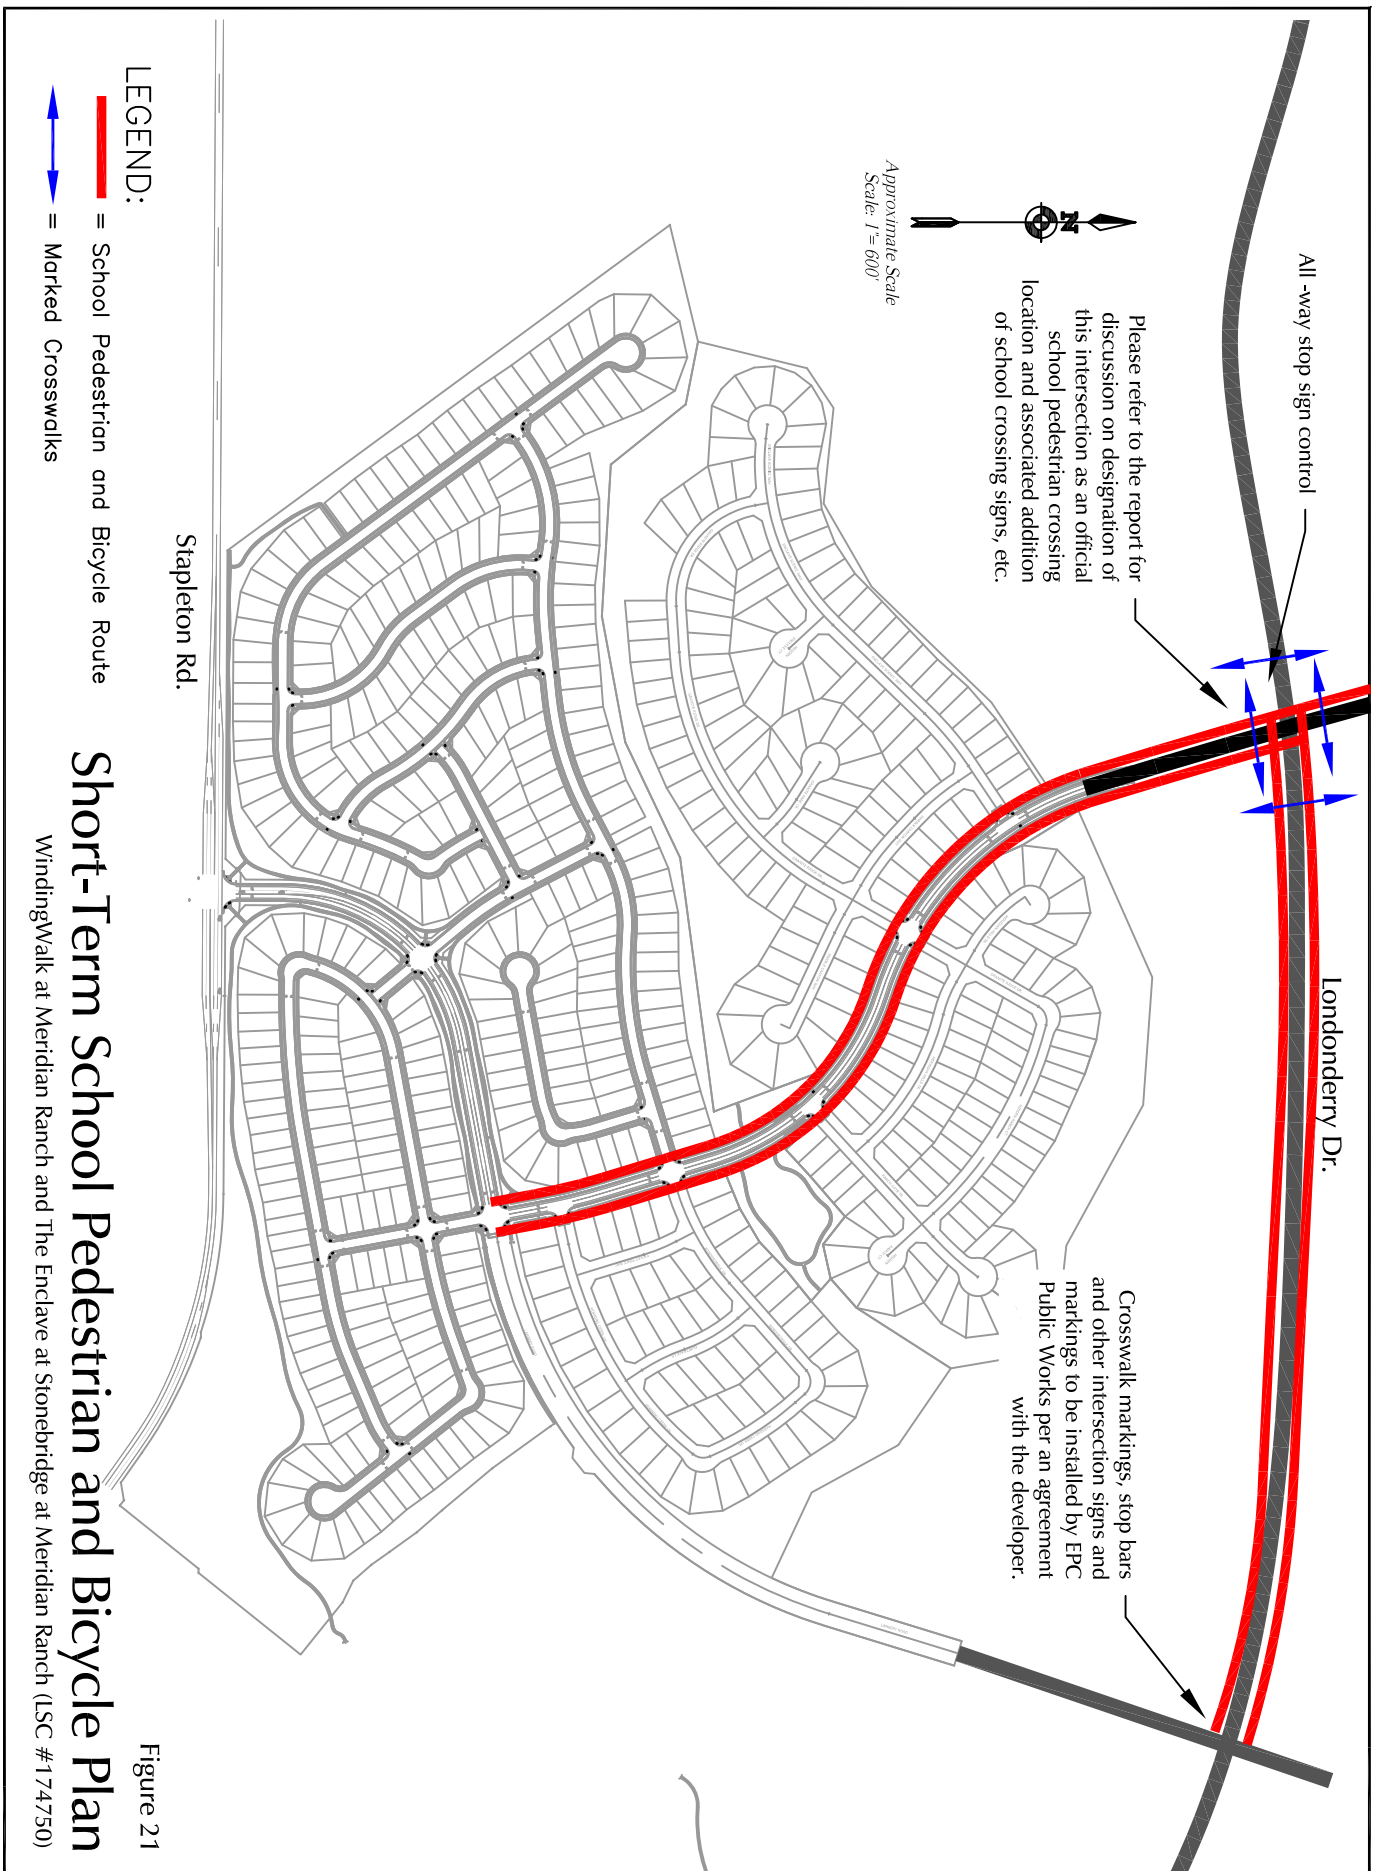 All -way stop sign control
Please refer to the report for
discussion on designation of
this intersection as an official
school pedestrian crossing
location and associated addition
of school crossing signs, etc.
N
Approximate Scale
Scale: 1"= 600'
Londonderry Dr.
Crosswalk markings, stop bars
and other intersection signs and
markings to be installed by EPC
Public Works per an agreement
with the developer.
Stapleton Rd.
LEGEND:
= School Pedestrian and Bicycle Route
= Marked Crosswalks
Figure 21
Short-Term School Pedestrian and Bicycle Plan
WindingWalk at Meridian Ranch and The Enclave at Stonebridge at Meridian Ranch (LSC #174750)